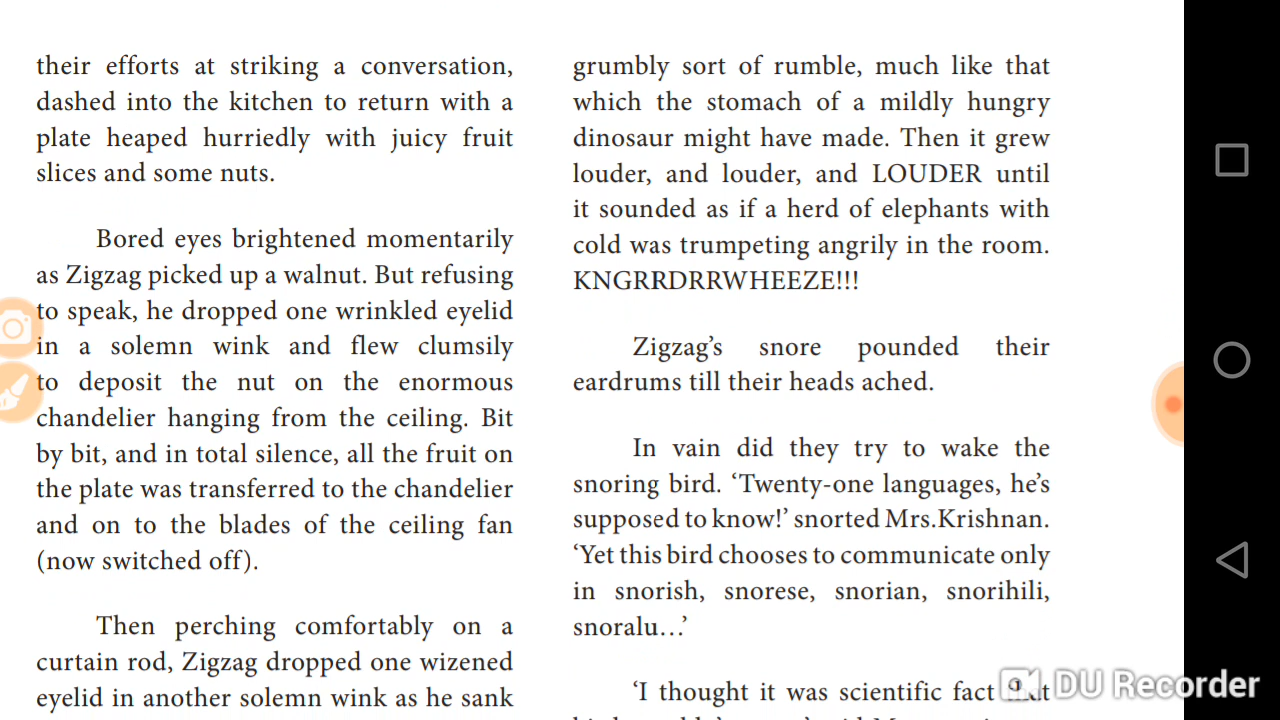 their efforts at striking a conversation,
dashed into the kitchen to return with a
plate heaped hurriedly with juicy fruit
slices and some nuts.
Bored eyes brightened momentarily
as Zigzag picked up a walnut. But refusing
to speak, he dropped one wrinkled eyelid
in a solemn wink and flew clumsily
to deposit the nut on the enormous
chandelier hanging from the ceiling. Bit
by bit, and in total silence, all the fruit on
the plate was transferred to the chandelier
and on to the blades of the ceiling fan
(now switched off).
Then perching comfortably on a
curtain rod, Zigzag dropped one wizened
eyelid in another solemn wink as he sank
grumbly sort of rumble, much like that
which the stomach of a mildly hungry
dinosaur might have made. Then it grew
louder, and louder, and LOUDER until
it sounded as if a herd of elephants with
cold was trumpeting angrily in the room.
KNGRRDRRWHEEZE!!!
Zigzag’s snore pounded their
eardrums till their heads ached.
In vain did they try to wake the
snoring bird. ‘Twenty-one languages, he’s
supposed to know!’ snorted Mrs.Krishnan.
‘Yet this bird chooses to communicate only
in snorish, snorese, snorian, snorihili,
snoralu…’
‘I thought it was scientific fact that
DU Recorder